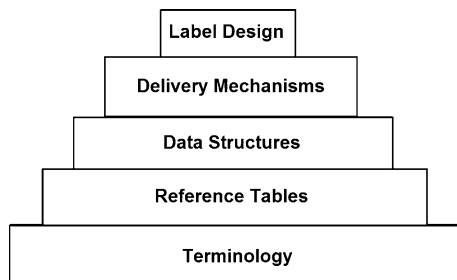 Label Design
Delivery Mechanisms
Data Structures
Reference Tables
Terminology